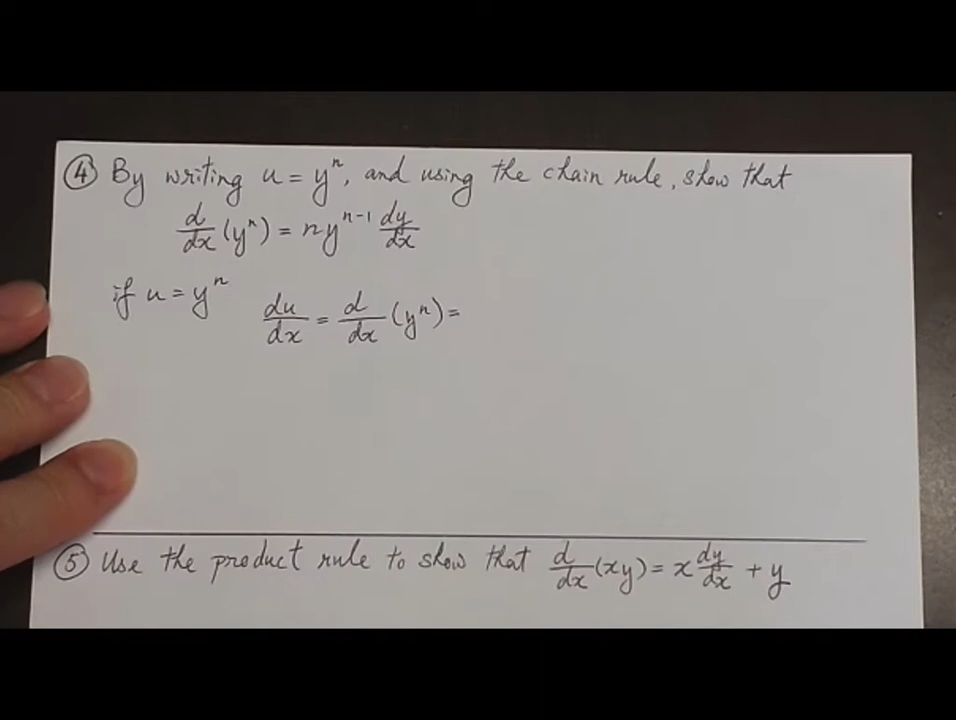 ④ By writing u = yⁿ, and using the chain rule, show that
d/dx (yⁿ) = nyⁿ⁻¹ dy/dx
if u = yⁿ du/dx = d/dx (yⁿ) =
⑤ Use the product rule to show that d/dx (xy) = x dy/dx + y